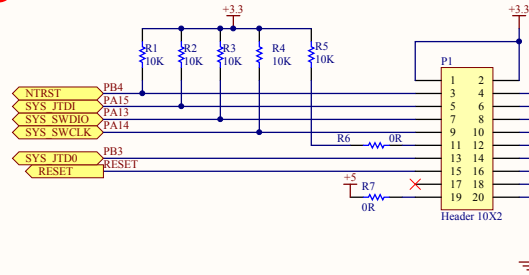 +3.3
+3.3
R1 R2 R3 R4 R5
10K 10K 10K 10K 10K
P1
1 2
NTRST PB4 3 4
SYS_JTDI PA15 5 6
SYS_SWDIO PA13 7 8
SYS_SWCLK PA14 9 10
R6 0R 11 12
SYS_JTD0 PB3 13 14
RESET RESET 15 16
+5 R7 17 18
0R 19 20
Header 10X2